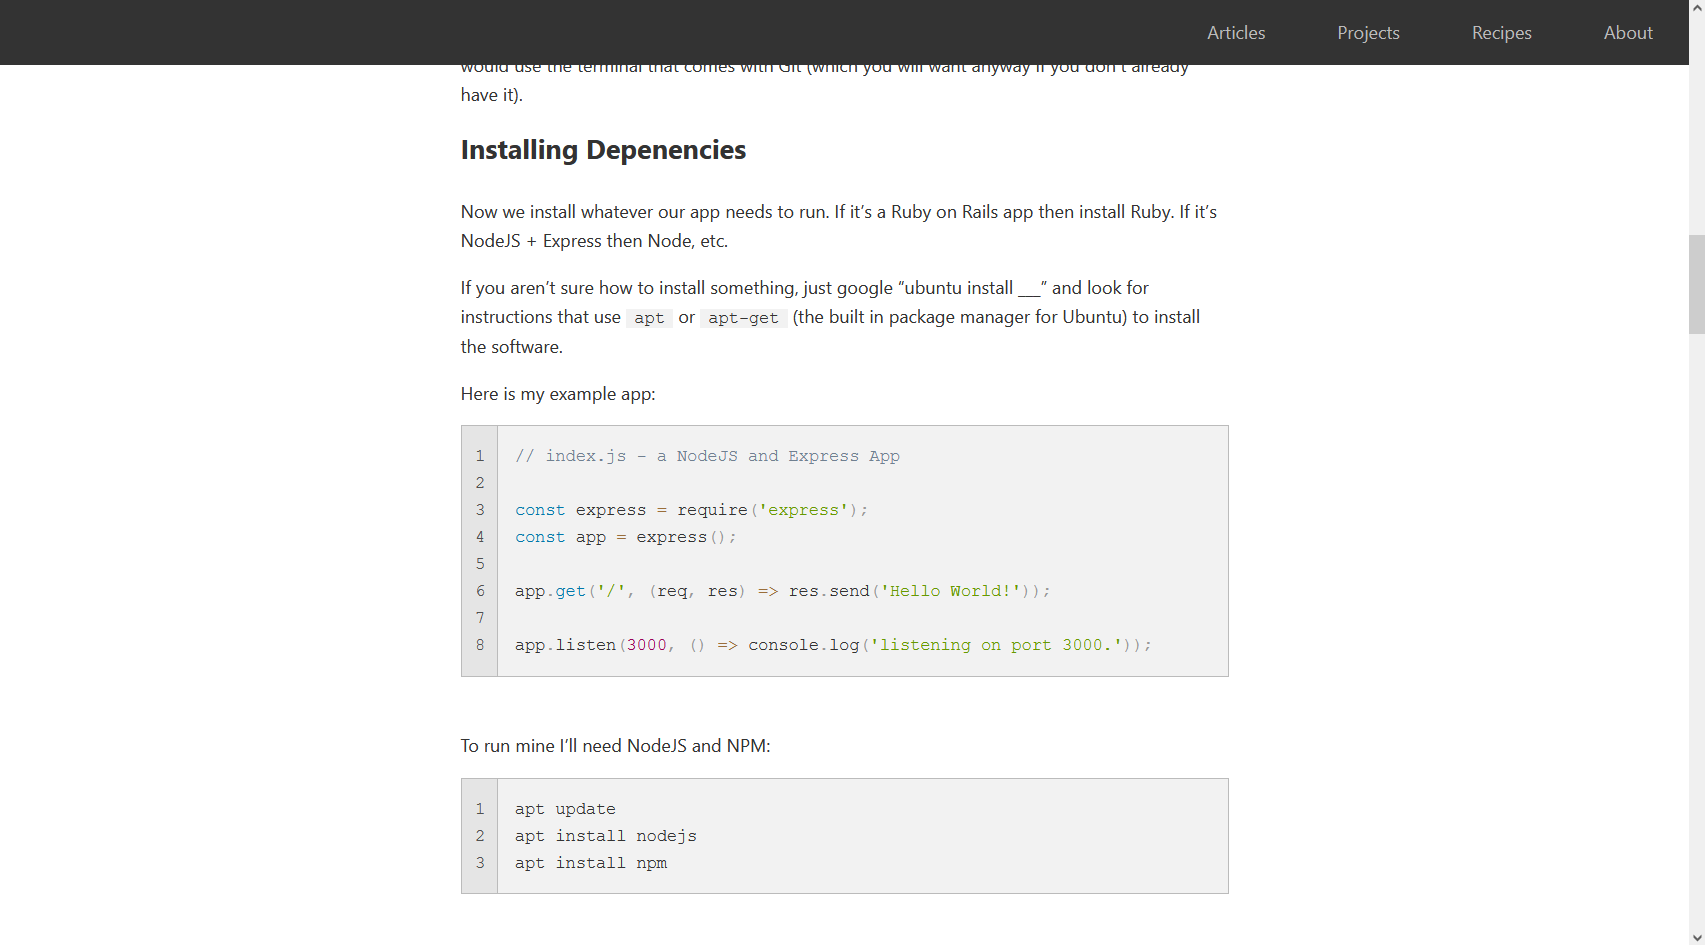 Articles Projects Recipes About
would use the terminal that comes with Git (which you will want anyway if you don’t already
have it).
Installing Depenencies
Now we install whatever our app needs to run. If it’s a Ruby on Rails app then install Ruby. If it’s
NodeJS + Express then Node, etc.
If you aren’t sure how to install something, just google “ubuntu install ___” and look for
instructions that use apt or apt-get (the built in package manager for Ubuntu) to install
the software.
Here is my example app:
1 // index.js - a NodeJS and Express App
2
3 const express = require('express');
4 const app = express();
5
6 app.get('/', (req, res) => res.send('Hello World!'));
7
8 app.listen(3000, () => console.log('listening on port 3000.'));
To run mine I’ll need NodeJS and NPM:
1 apt update
2 apt install nodejs
3 apt install npm